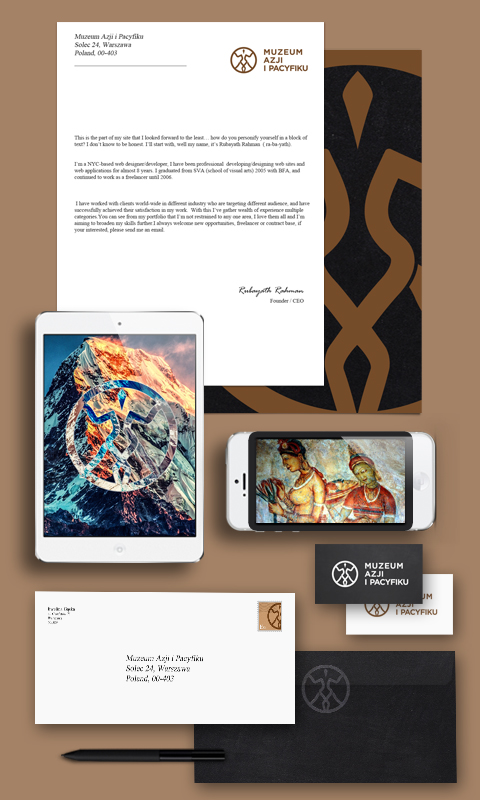 Muzeum Azji i Pacyfiku
Solec 24, Warszawa
Poland, 00-403
MUZEUM
AZJI
I PACYFIKU
This is the part of my site that I looked forward to the least… how do you personify yourself in a block of
text? I don't know to be honest. I'll start with, well my name, it's Rubayath Rahman ( ra-ba-yath).
I'm a NYC-based web designer/developer, I have been professional developing/designing web sites and
web applications for almost 8 years. I graduated from SVA (school of visual arts) 2005 with BFA, and
continued to work as a freelancer until 2006.
I have worked with clients world-wide in different industry who are targeting different audience, and have
successfully achieved their satisfaction in my work. With this I've gather wealth of experience multiple
categories.You can see from my portfolio that I'm not restrained to any one area, I love them all and I'm
aiming to broaden my skills further.I always welcome new opportunities, freelancer or contract base, if
your interested, please send me an email.
Rubayath Rahman
Founder / CEO
MUZEUM
AZJI
I PACYFIKU
UM
AZJI
I PACYFIKU
Muzeum Azji i Pacyfiku
Solec 24, Warszawa
Poland, 00-403